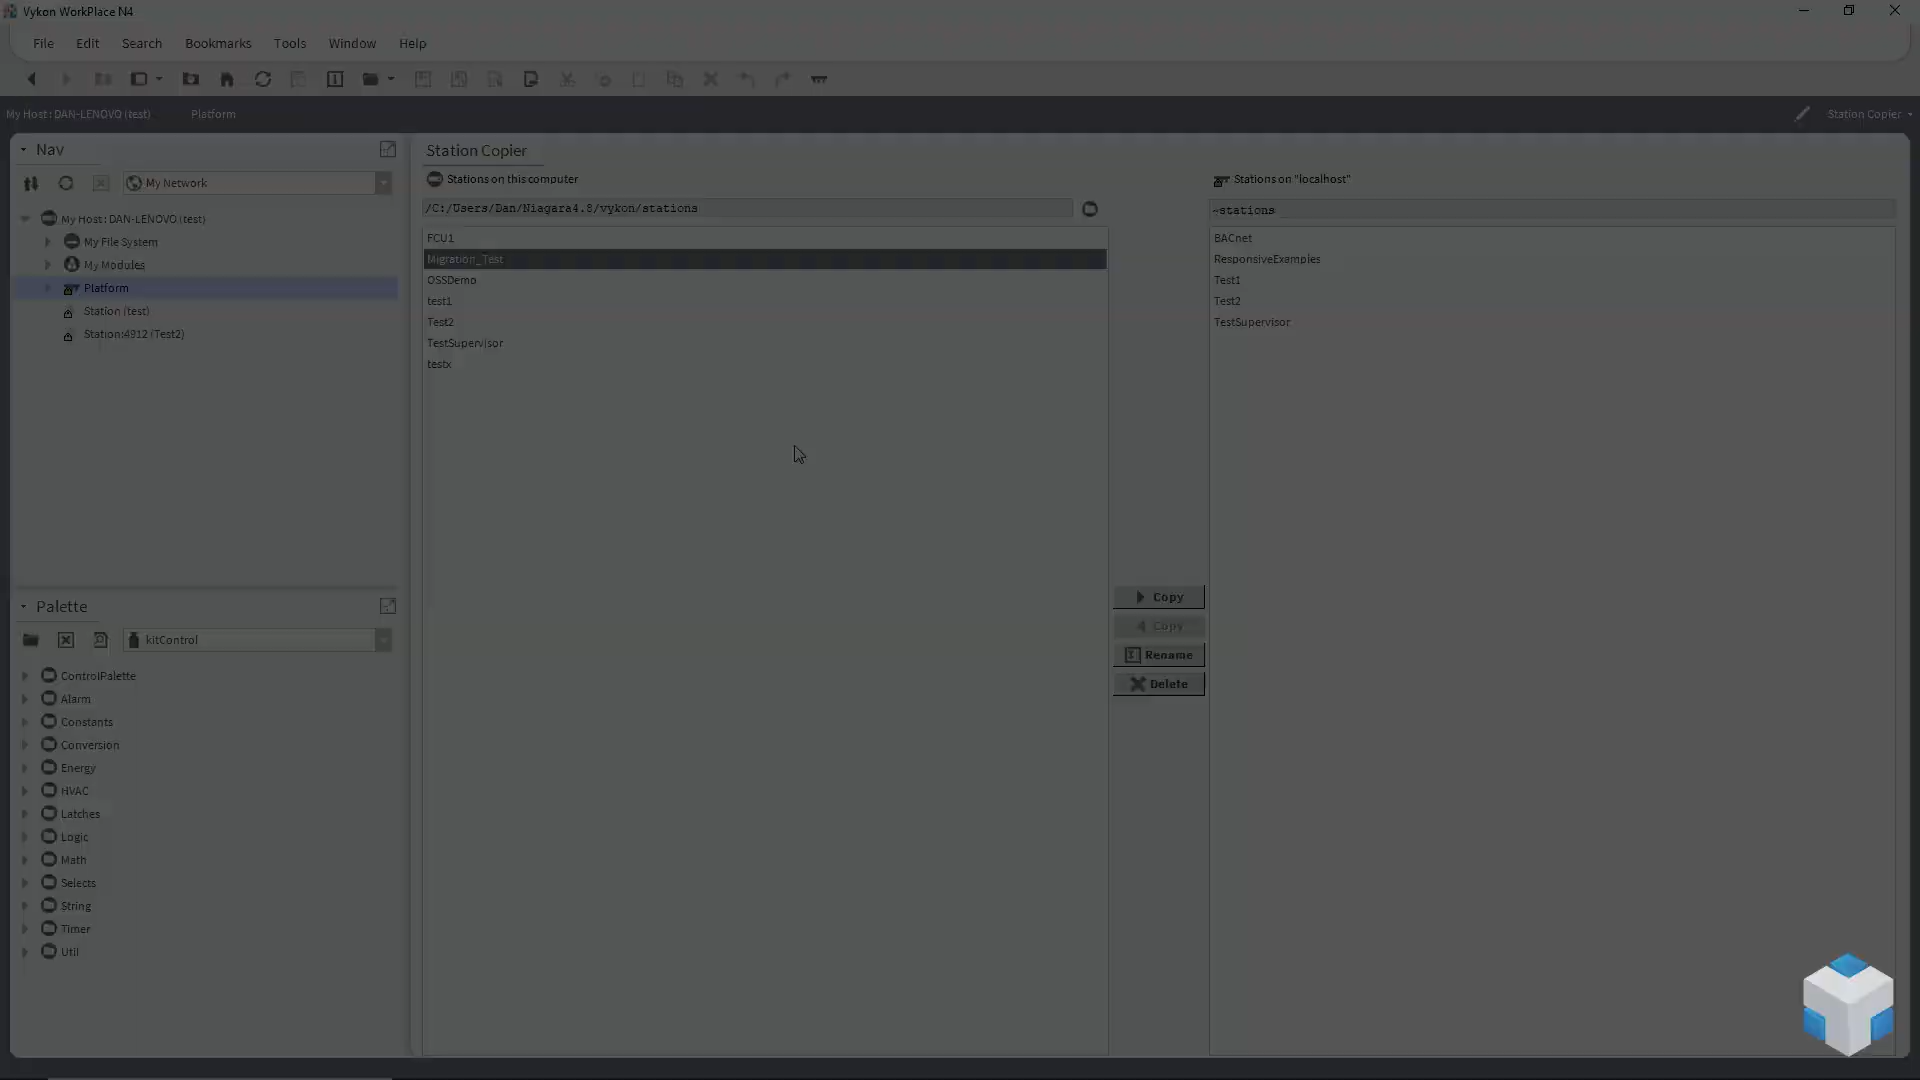 Vykon WorkPlace N4
File Edit Search Bookmarks Tools Window Help
My Host : DAN-LENOVO (test) Platform Station Copier
Nav
My Network
My Host : DAN-LENOVO (test)
My File System
My Modules
Platform
Station (test)
Station:4912 (Test2)
Palette
kitControl
ControlPalette
Alarm
Constants
Conversion
Energy
HVAC
Latches
Logic
Math
Selects
String
Timer
Util
Station Copier
Stations on this computer
/C:/Users/Dan/Niagara4.8/vykon/stations
FCU1
Migration_Test
OSSDemo
test1
Test2
TestSupervisor
testx
Copy
Copy
Rename
Delete
Stations on "localhost"
~stations
BACnet
ResponsiveExamples
Test1
Test2
TestSupervisor